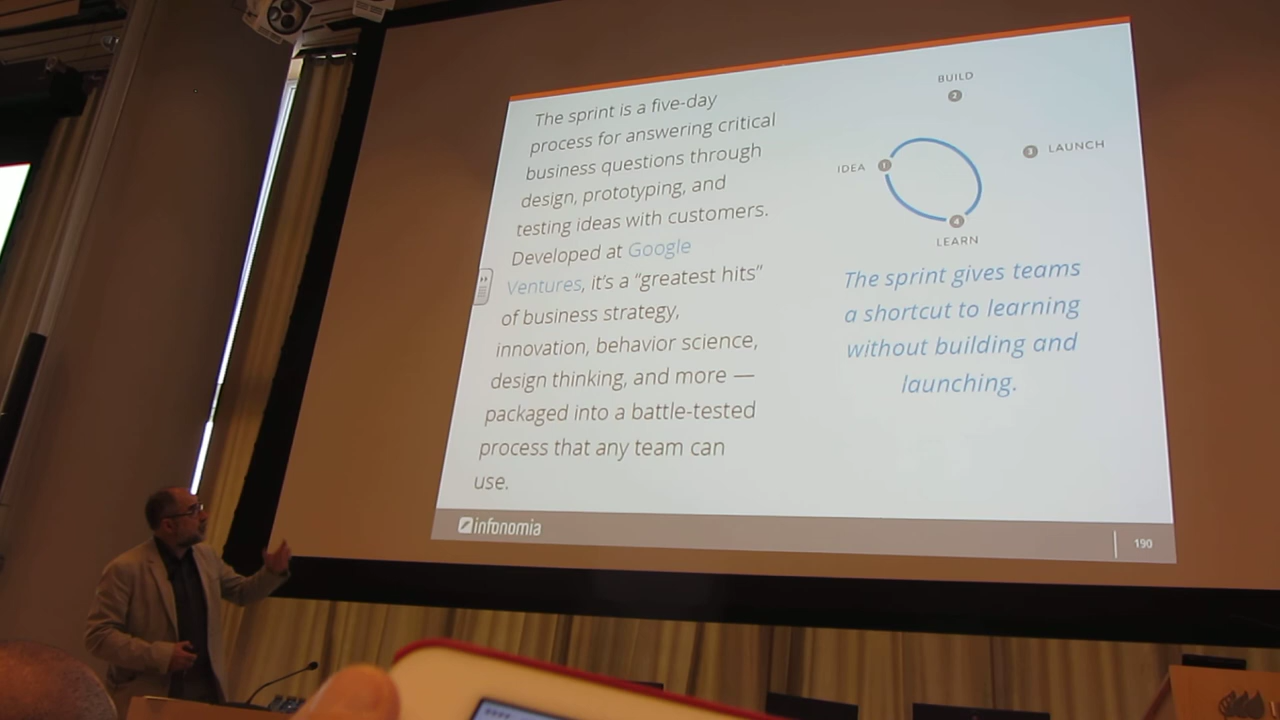 The sprint is a five-day
process for answering critical
business questions through
design, prototyping, and
testing ideas with customers.
Developed at Google
Ventures, it's a “greatest hits”
of business strategy,
innovation, behavior science,
design thinking, and more —
packaged into a battle-tested
process that any team can
use.
BUILD
2
IDEA 1
3 LAUNCH
4
LEARN
The sprint gives teams
a shortcut to learning
without building and
launching.
infonomia
190